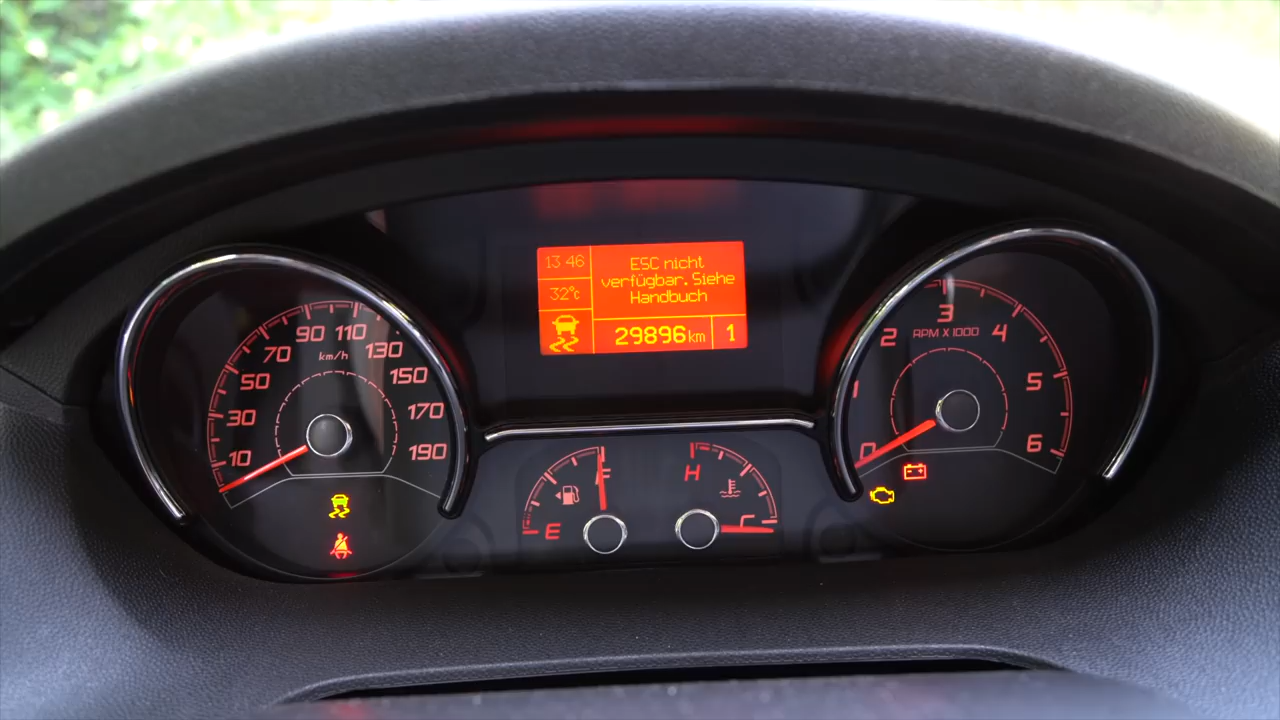 13 46
ESC nicht
verfügbar. Siehe
Handbuch
32°c
29896 km
1
10
30
50
70
90
110
130
150
170
190
km/h
E
F
H
C
0
1
2
3
4
5
6
RPM X 1000